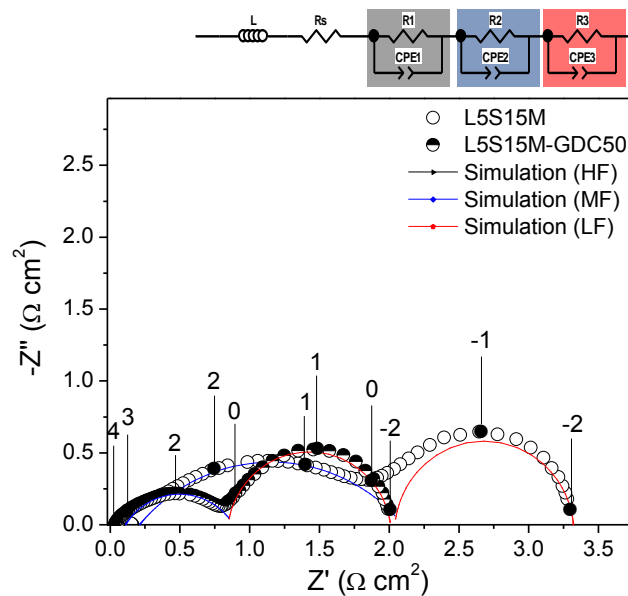 L Rs R1 R2 R3
CPE1 CPE2 CPE3
L5S15M
L5S15M-GDC50
Simulation (HF)
Simulation (MF)
Simulation (LF)
2.5
2.0
1.5
1.0
0.5
0.0
-Z'' (Ω cm²)
4 3 2 2 0 1 1 0 -2 -1 -2
0.0 0.5 1.0 1.5 2.0 2.5 3.0 3.5
Z' (Ω cm²)